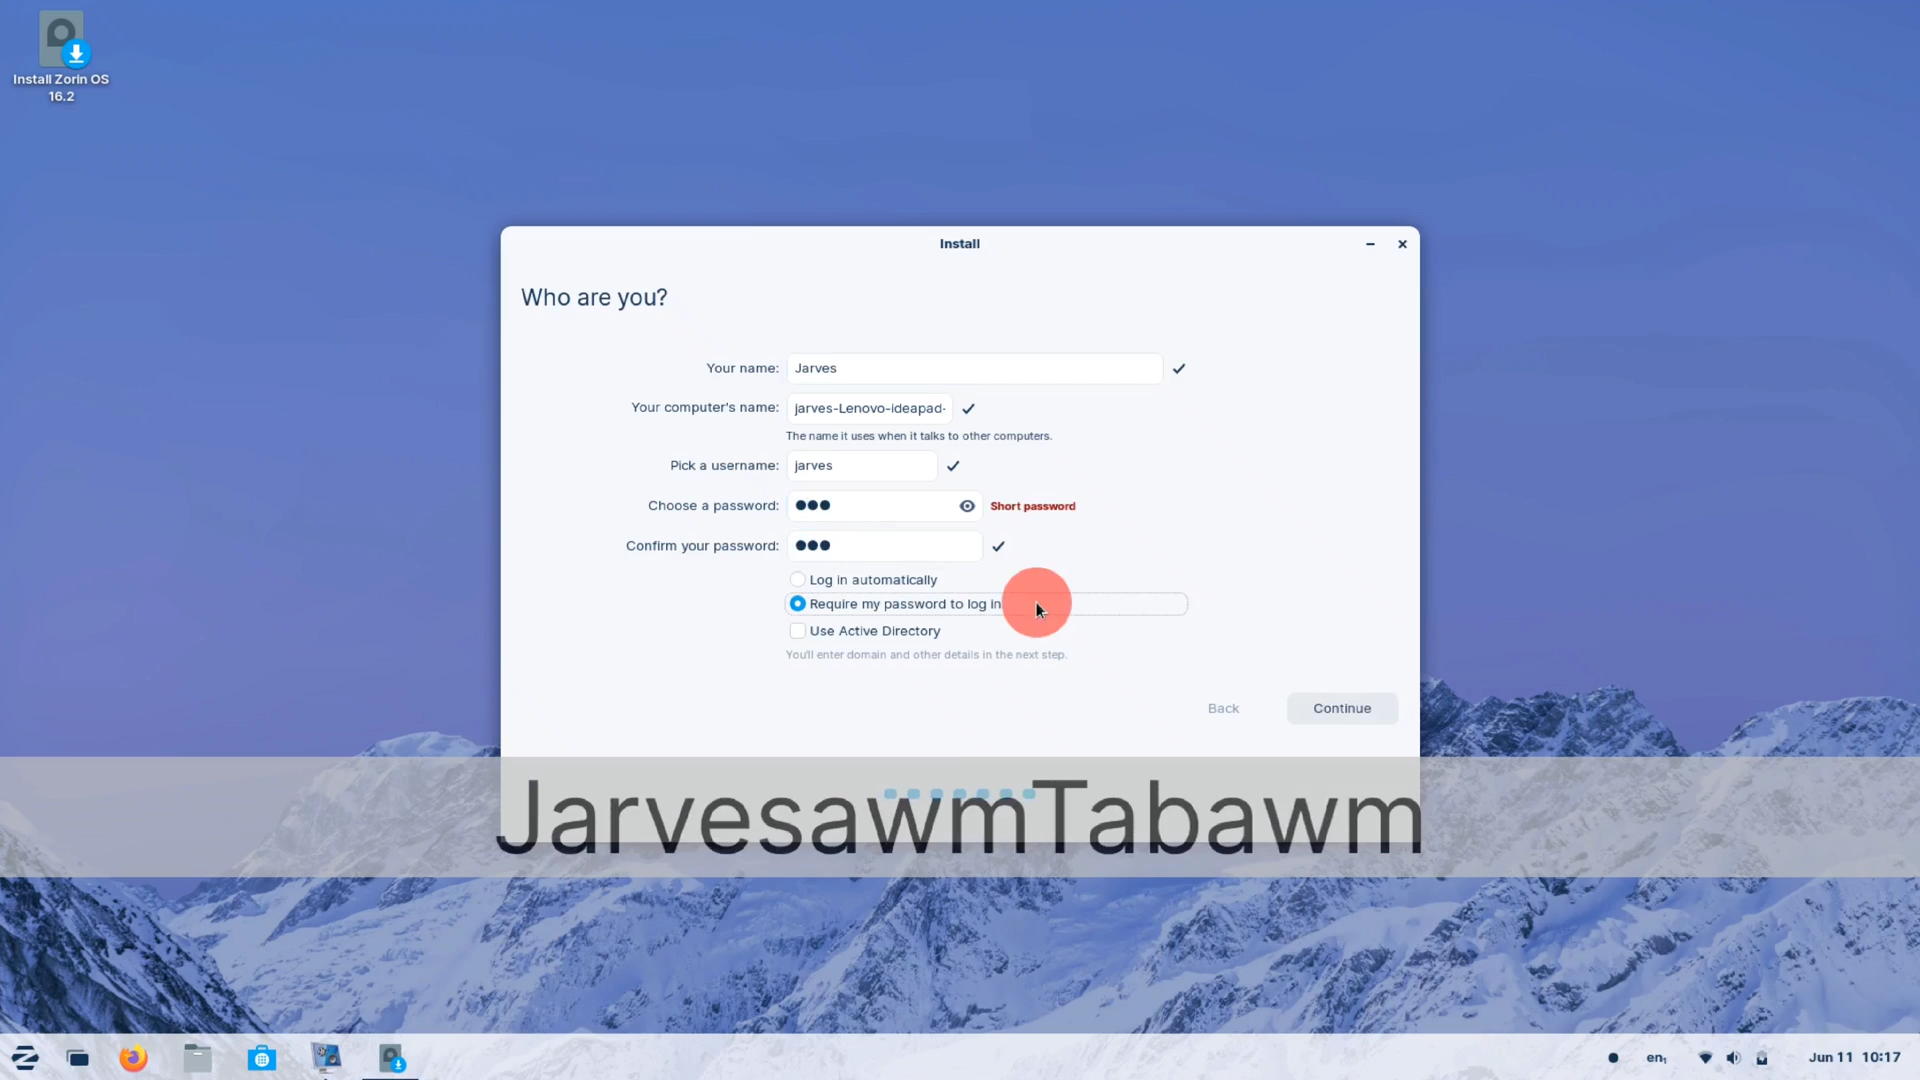 Install Zorin OS
16.2
Install
Who are you?
Your name: Jarves
Your computer's name: jarves-Lenovo-ideapad-
The name it uses when it talks to other computers.
Pick a username: jarves
Choose a password: ●●● Short password
Confirm your password: ●●●
Log in automatically
Require my password to log in
Use Active Directory
You'll enter domain and other details in the next step.
Back Continue
JarvesawmTabawm
en₁ Jun 11 10:17